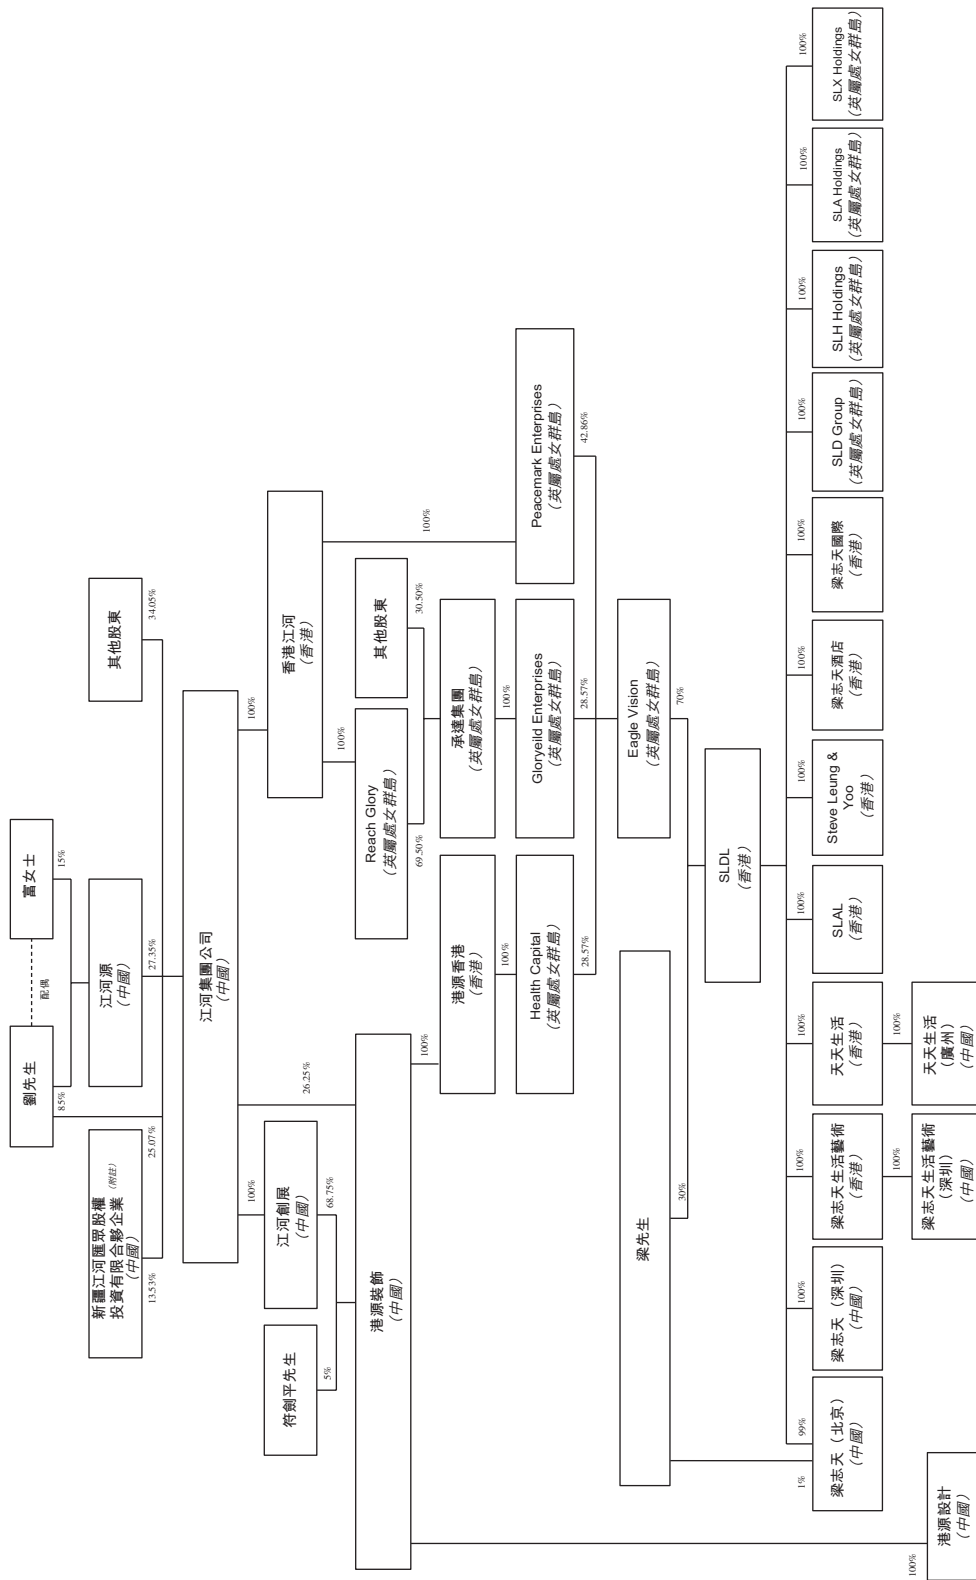 劉先生
配偶
富女士
85%
15%
新疆江河匯眾股權
投資有限合夥企業 (附註)
(中國)
江河源
(中國)
其他股東
13.53%
25.07%
27.35%
34.05%
江河集團公司
(中國)
100%
26.25%
100%
符劍平先生
江河創展
(中國)
香港江河
(香港)
5%
68.75%
100%
100%
港源裝飾
(中國)
Reach Glory
(英屬處女群島)
其他股東
100%
69.50%
30.50%
港源香港
(香港)
承達集團
(英屬處女群島)
100%
100%
Health Capital
(英屬處女群島)
Gloryeild Enterprises
(英屬處女群島)
Peacemark Enterprises
(英屬處女群島)
28.57%
28.57%
42.86%
梁先生
Eagle Vision
(英屬處女群島)
30%
70%
SLDL
(香港)
1%
99%
100%
100%
100%
100%
100%
100%
100%
100%
100%
100%
100%
梁志天（北京）
(中國)
梁志天（深圳）
(中國)
梁志天生活藝術
(香港)
天天生活
(香港)
SLAL
(香港)
Steve Leung &
Yoo
(香港)
梁志天酒店
(香港)
梁志天國際
(香港)
SLD Group
(英屬處女群島)
SLH Holdings
(英屬處女群島)
SLA Holdings
(英屬處女群島)
SLX Holdings
(英屬處女群島)
100%
100%
100%
港源設計
(中國)
梁志天生活藝術
（深圳）
(中國)
天天生活
（廣州）
(中國)